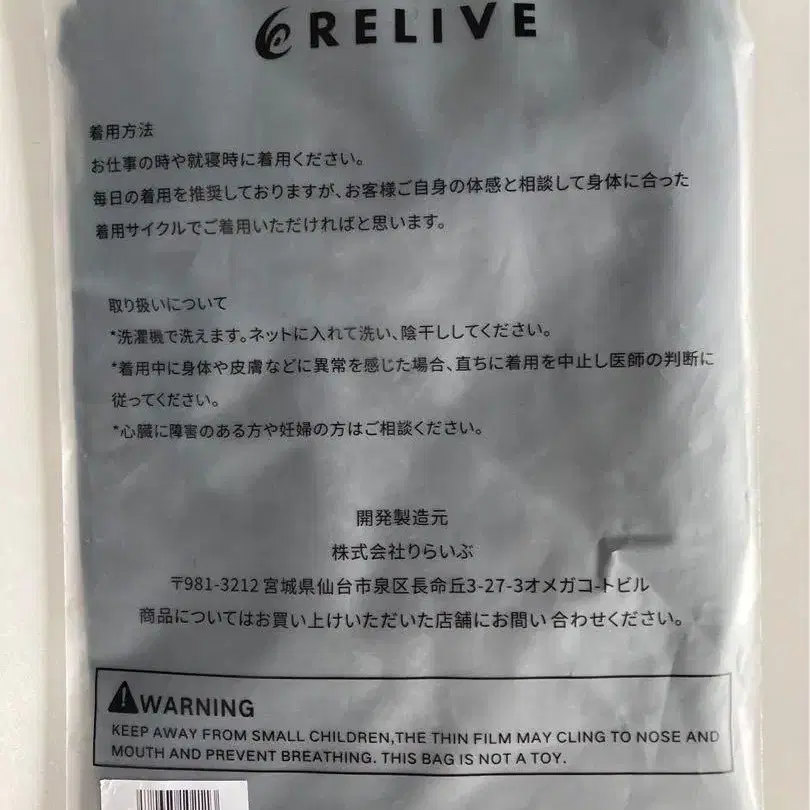 RELIVE
着用方法
お仕事の時や就寝時に着用ください。
毎日の着用を推奨しておりますが、お客様ご自身の体感と相談して身体に合った
着用サイクルでご着用いただければと思います。
取り扱いについて
*洗濯機で洗えます。ネットに入れて洗い、陰干ししてください。
*着用中に身体や皮膚などに異常を感じた場合、直ちに着用を中止し医師の判断に
従ってください。
*心臓に障害のある方や妊婦の方はご相談ください。
開発製造元
株式会社りらいぶ
〒981-3212 宮城県仙台市泉区長命丘3-27-3オメガコートビル
商品についてはお買い上げいただいた店舗にお問い合わせください。
WARNING
KEEP AWAY FROM SMALL CHILDREN,THE THIN FILM MAY CLING TO NOSE AND
MOUTH AND PREVENT BREATHING. THIS BAG IS NOT A TOY.